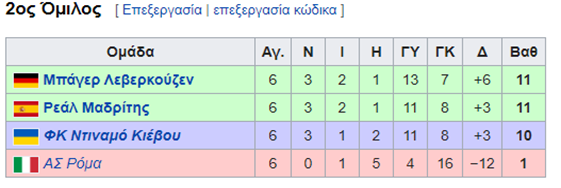 2ος Όμιλος [ Επεξεργασία | επεξεργασία κώδικα ]
Ομάδα Αγ. Ν Ι Η ΓΥ ΓΚ Δ Βαθ
Μπάγερ Λεβερκούζεν 6 3 2 1 13 7 +6 11
Ρεάλ Μαδρίτης 6 3 2 1 11 8 +3 11
ΦΚ Ντιναμό Κιέβου 6 3 1 2 11 8 +3 10
ΑΣ Ρόμα 6 0 1 5 4 16 −12 1